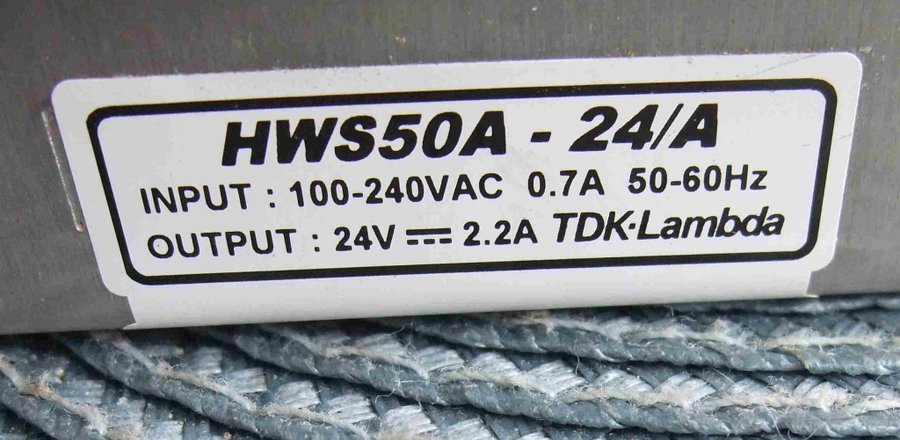 HWS50A - 24/A
INPUT : 100-240VAC 0.7A 50-60Hz
OUTPUT : 24V ⎓ 2.2A TDK·Lambda